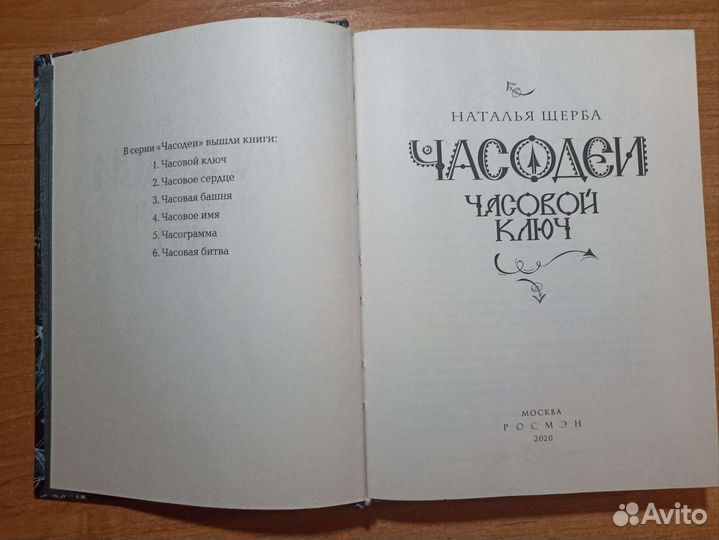 В серии «Часодеи» вышли книги:
1. Часовой ключ
2. Часовое сердце
3. Часовая башня
4. Часовое имя
5. Часограмма
6. Часовая битва
НАТАЛЬЯ ЩЕРБА
ЧАСОДЕИ
ЧАСОВОЙ
КЛЮЧ
МОСКВА
РОСМЭН
2020
Avito